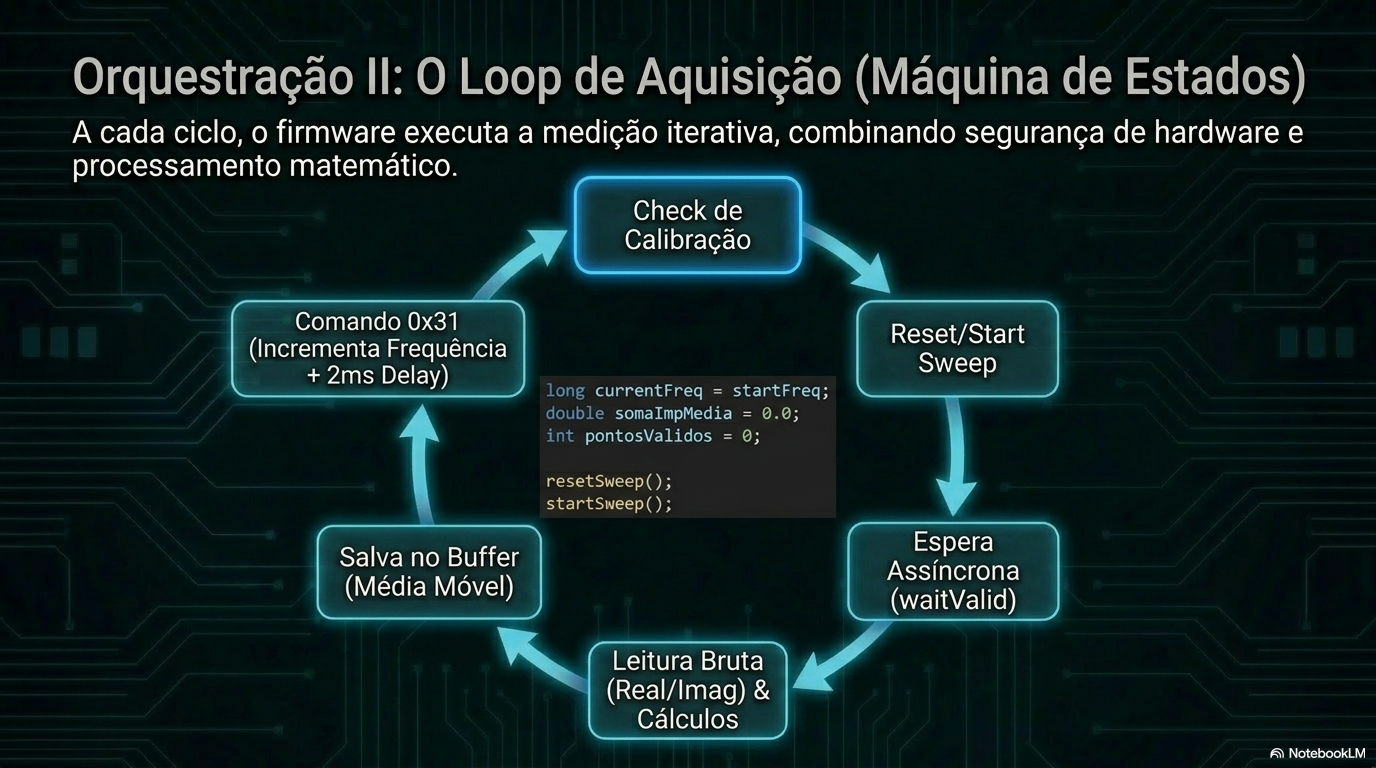 Orquestração II: O Loop de Aquisição (Máquina de Estados)
A cada ciclo, o firmware executa a medição iterativa, combinando segurança de hardware e
processamento matemático.
Check de
Calibração
Reset/Start
Sweep
Espera
Assíncrona
(waitValid)
Leitura Bruta
(Real/Imag) &
Cálculos
Salva no Buffer
(Média Móvel)
Comando 0x31
(Incrementa Frequência
+ 2ms Delay)
long currentFreq = startFreq;
double somaImpMedia = 0.0;
int pontosValidos = 0;
resetSweep();
startSweep();
NotebookLM